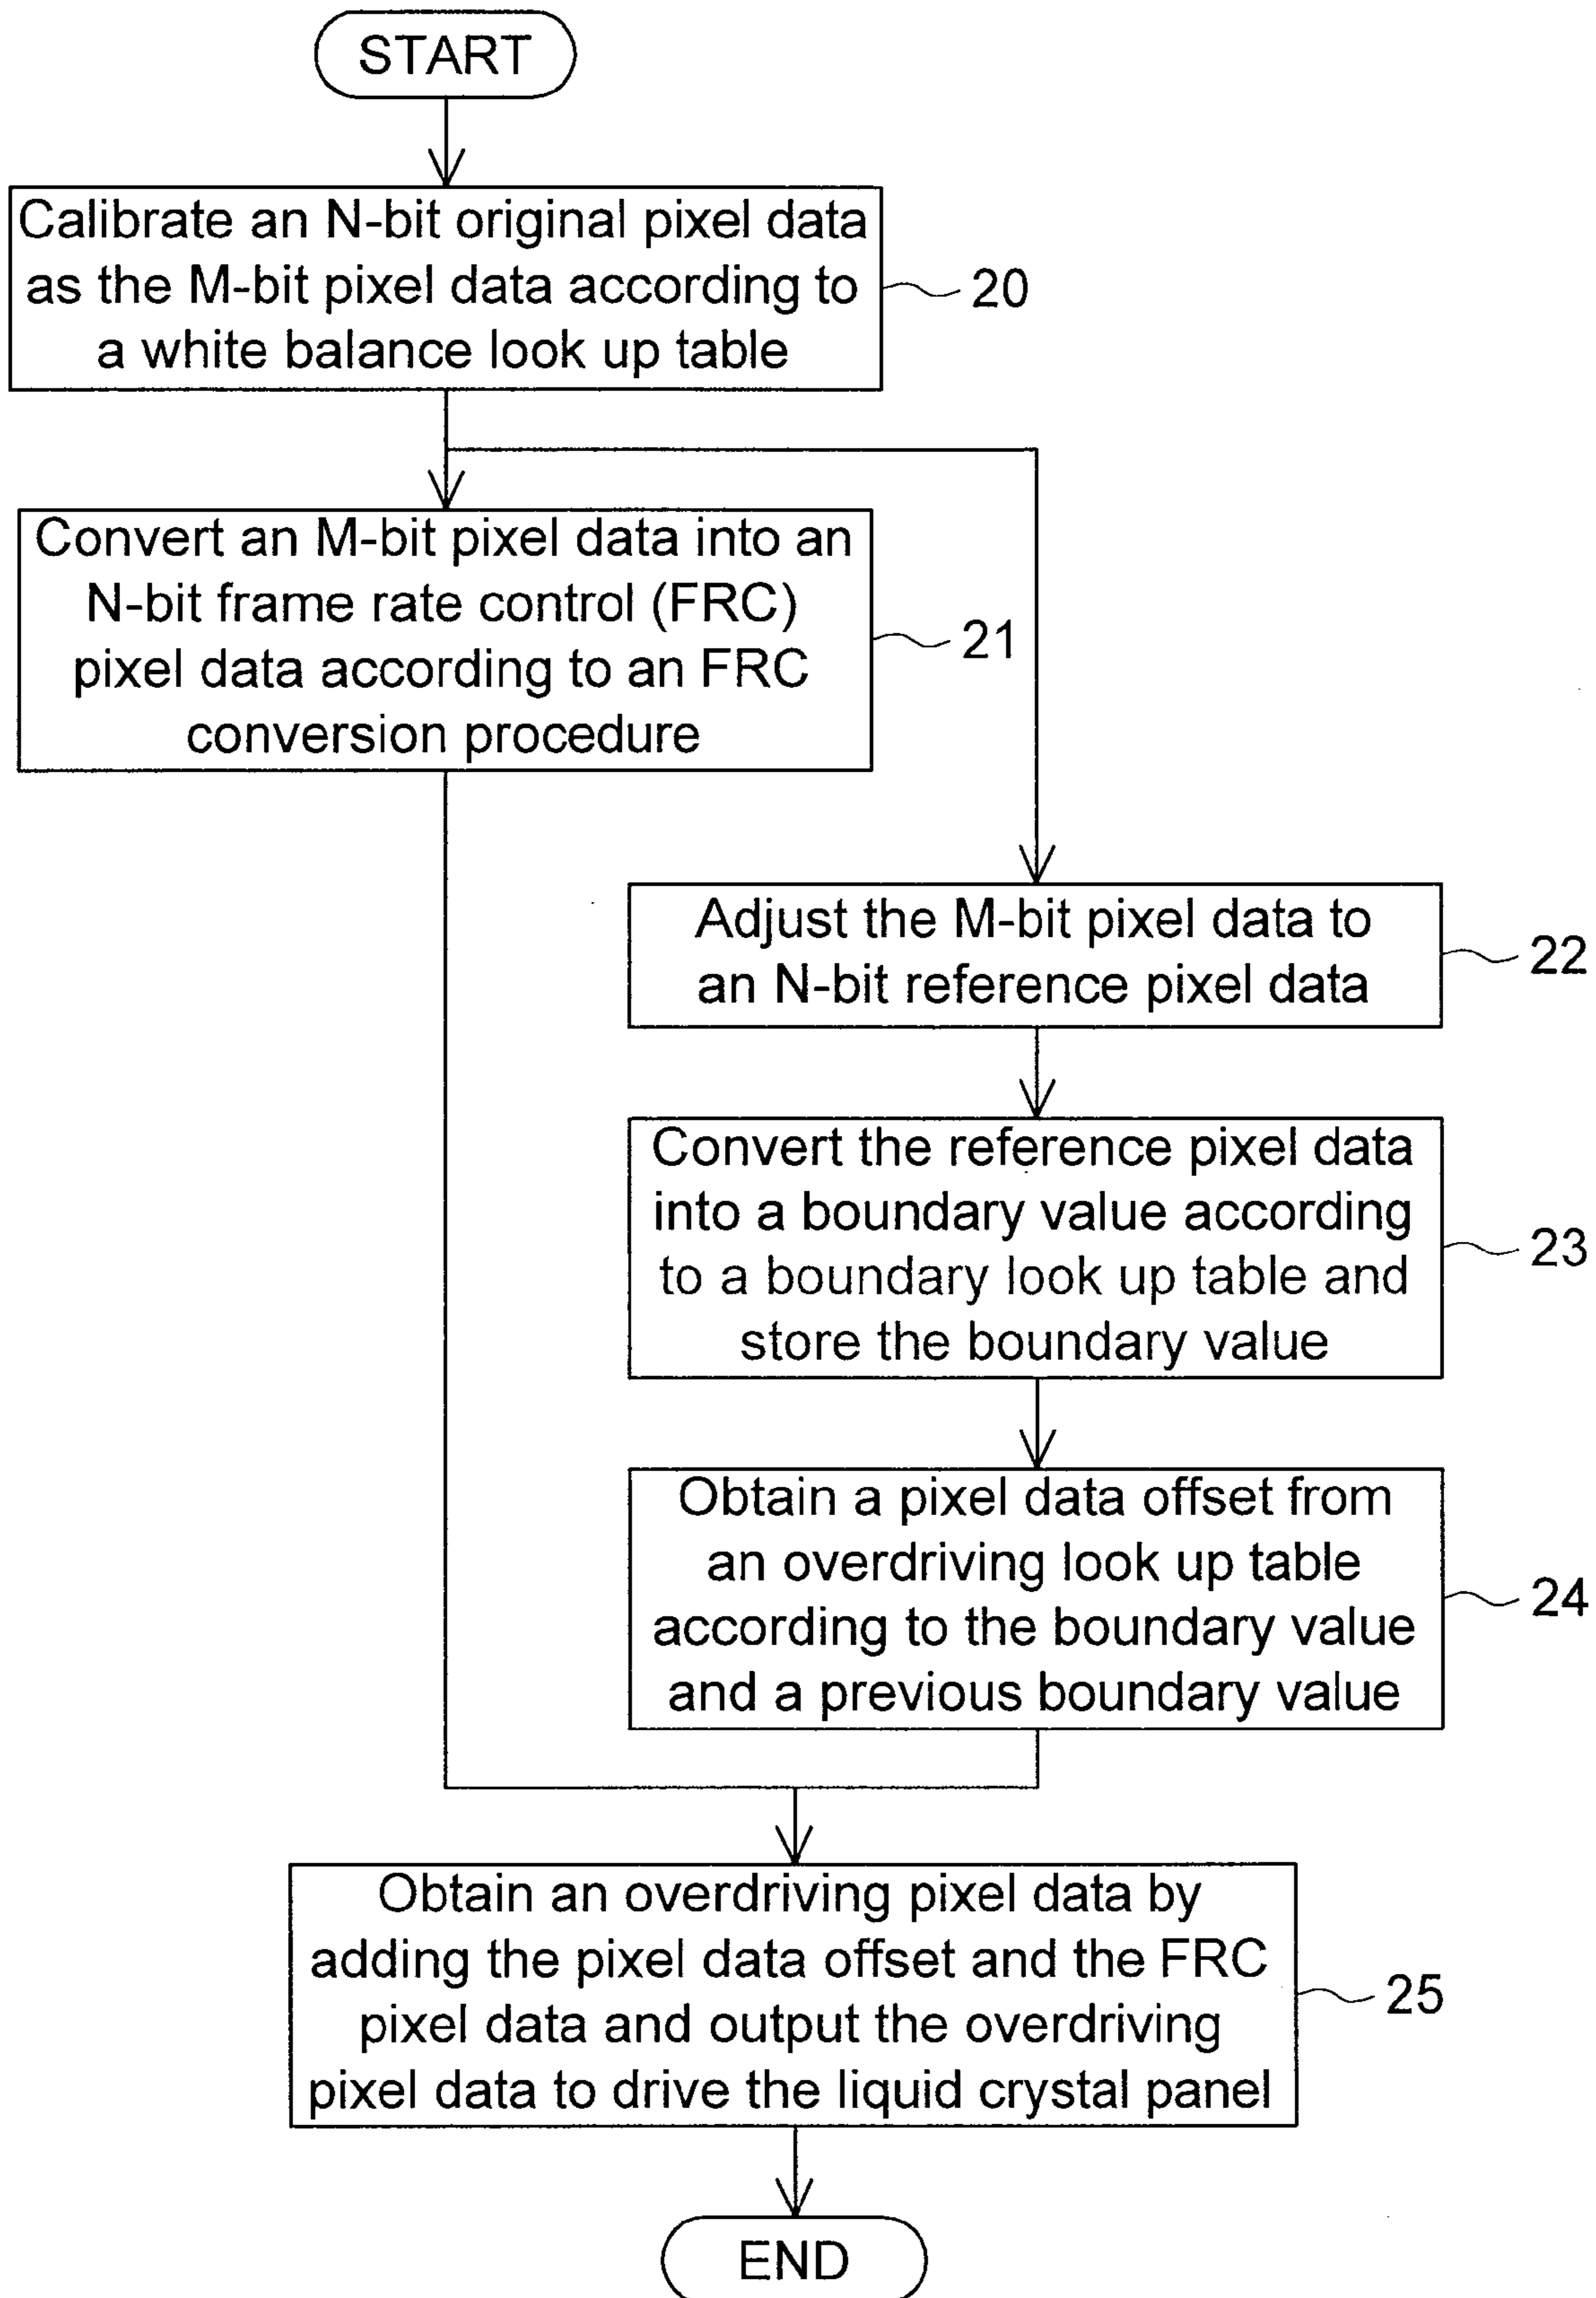 START
Calibrate an N-bit original pixel data
as the M-bit pixel data according to
a white balance look up table
20
Convert an M-bit pixel data into an
N-bit frame rate control (FRC)
pixel data according to an FRC
conversion procedure
21
Adjust the M-bit pixel data to
an N-bit reference pixel data
22
Convert the reference pixel data
into a boundary value according
to a boundary look up table and
store the boundary value
23
Obtain a pixel data offset from
an overdriving look up table
according to the boundary value
and a previous boundary value
24
Obtain an overdriving pixel data by
adding the pixel data offset and the FRC
pixel data and output the overdriving
pixel data to drive the liquid crystal panel
25
END